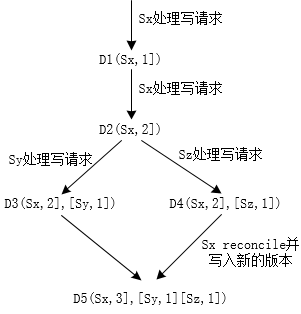 Sx处理写请求
D1(Sx,1])
Sx处理写请求
D2(Sx,2])
Sy处理写请求
Sz处理写请求
D3(Sx,2],[Sy,1])
D4(Sx,2],[Sz,1])
Sx reconcile并
写入新的版本
D5(Sx,3],[Sy,1][Sz,1])